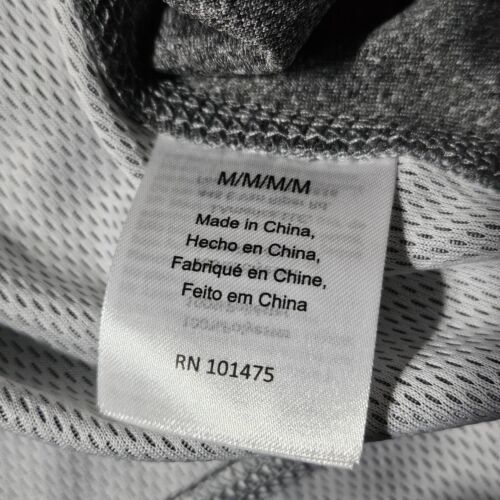 M/M/M/M
Made in China,
Hecho en China,
Fabriqué en Chine,
Feito em China
RN 101475